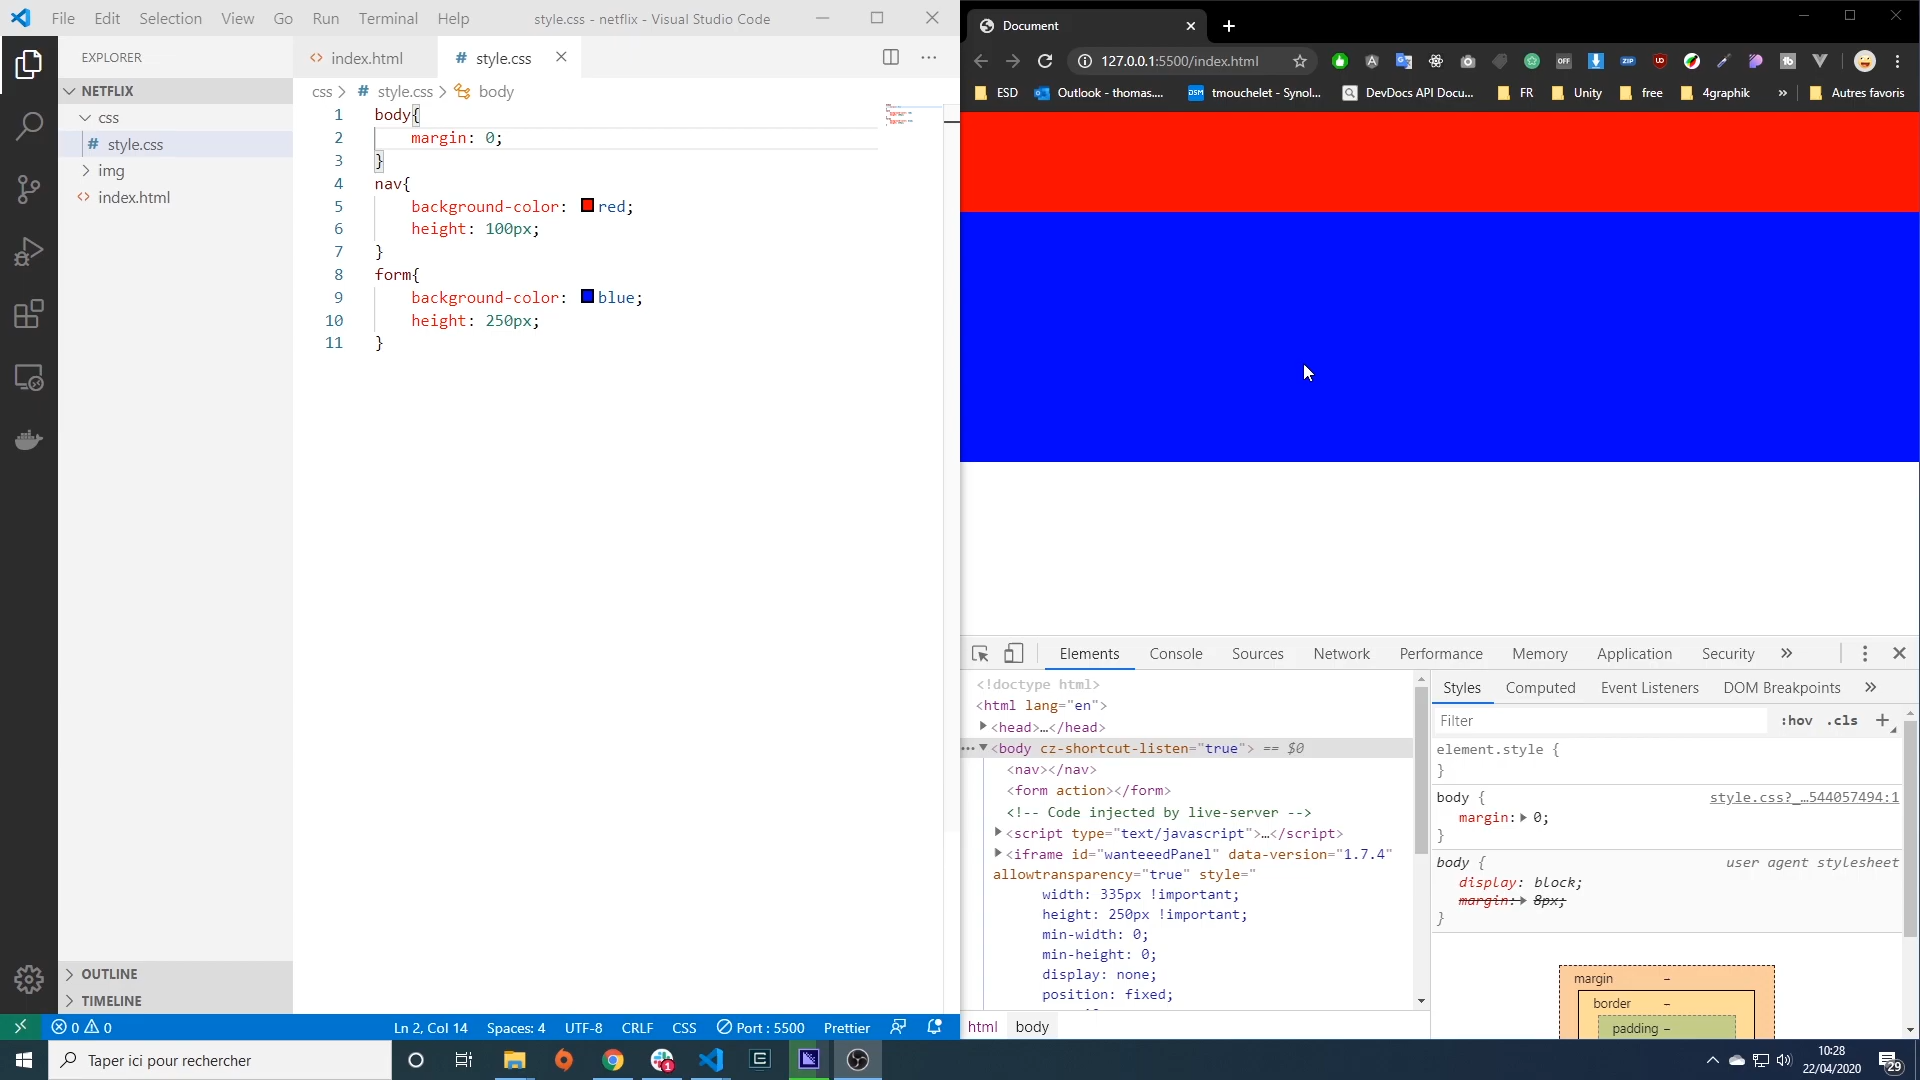 File Edit Selection View Go Run Terminal Help style.css - netflix - Visual Studio Code
EXPLORER
NETFLIX
css
# style.css
img
<> index.html
OUTLINE
TIMELINE
<> index.html # style.css
css > # style.css > body
1 body{
2 margin: 0;
3 }
4 nav{
5 background-color: red;
6 height: 100px;
7 }
8 form{
9 background-color: blue;
10 height: 250px;
11 }
0 0 Ln 2, Col 14 Spaces: 4 UTF-8 CRLF CSS Port : 5500 Prettier
Document
127.0.0.1:5500/index.html
ESD Outlook - thomas.... DSM tmouchelet - Synol... DevDocs API Docu... FR Unity free 4graphik » Autres favoris
Elements Console Sources Network Performance Memory Application Security »
<!doctype html>
<html lang="en">
<head>…</head>
<body cz-shortcut-listen="true"> == $0
<nav></nav>
<form action></form>
<!-- Code injected by live-server -->
<script type="text/javascript">…</script>
<iframe id="wanteeedPanel" data-version="1.7.4"
allowtransparency="true" style="
width: 335px !important;
height: 250px !important;
min-width: 0;
min-height: 0;
display: none;
position: fixed;
html body
Styles Computed Event Listeners DOM Breakpoints »
Filter :hov .cls +
element.style {
}
body { style.css?_…544057494:1
margin: 0;
}
body { user agent stylesheet
display: block;
margin: 8px;
}
margin –
border –
padding –
Taper ici pour rechercher
1
10:28
22/04/2020
29